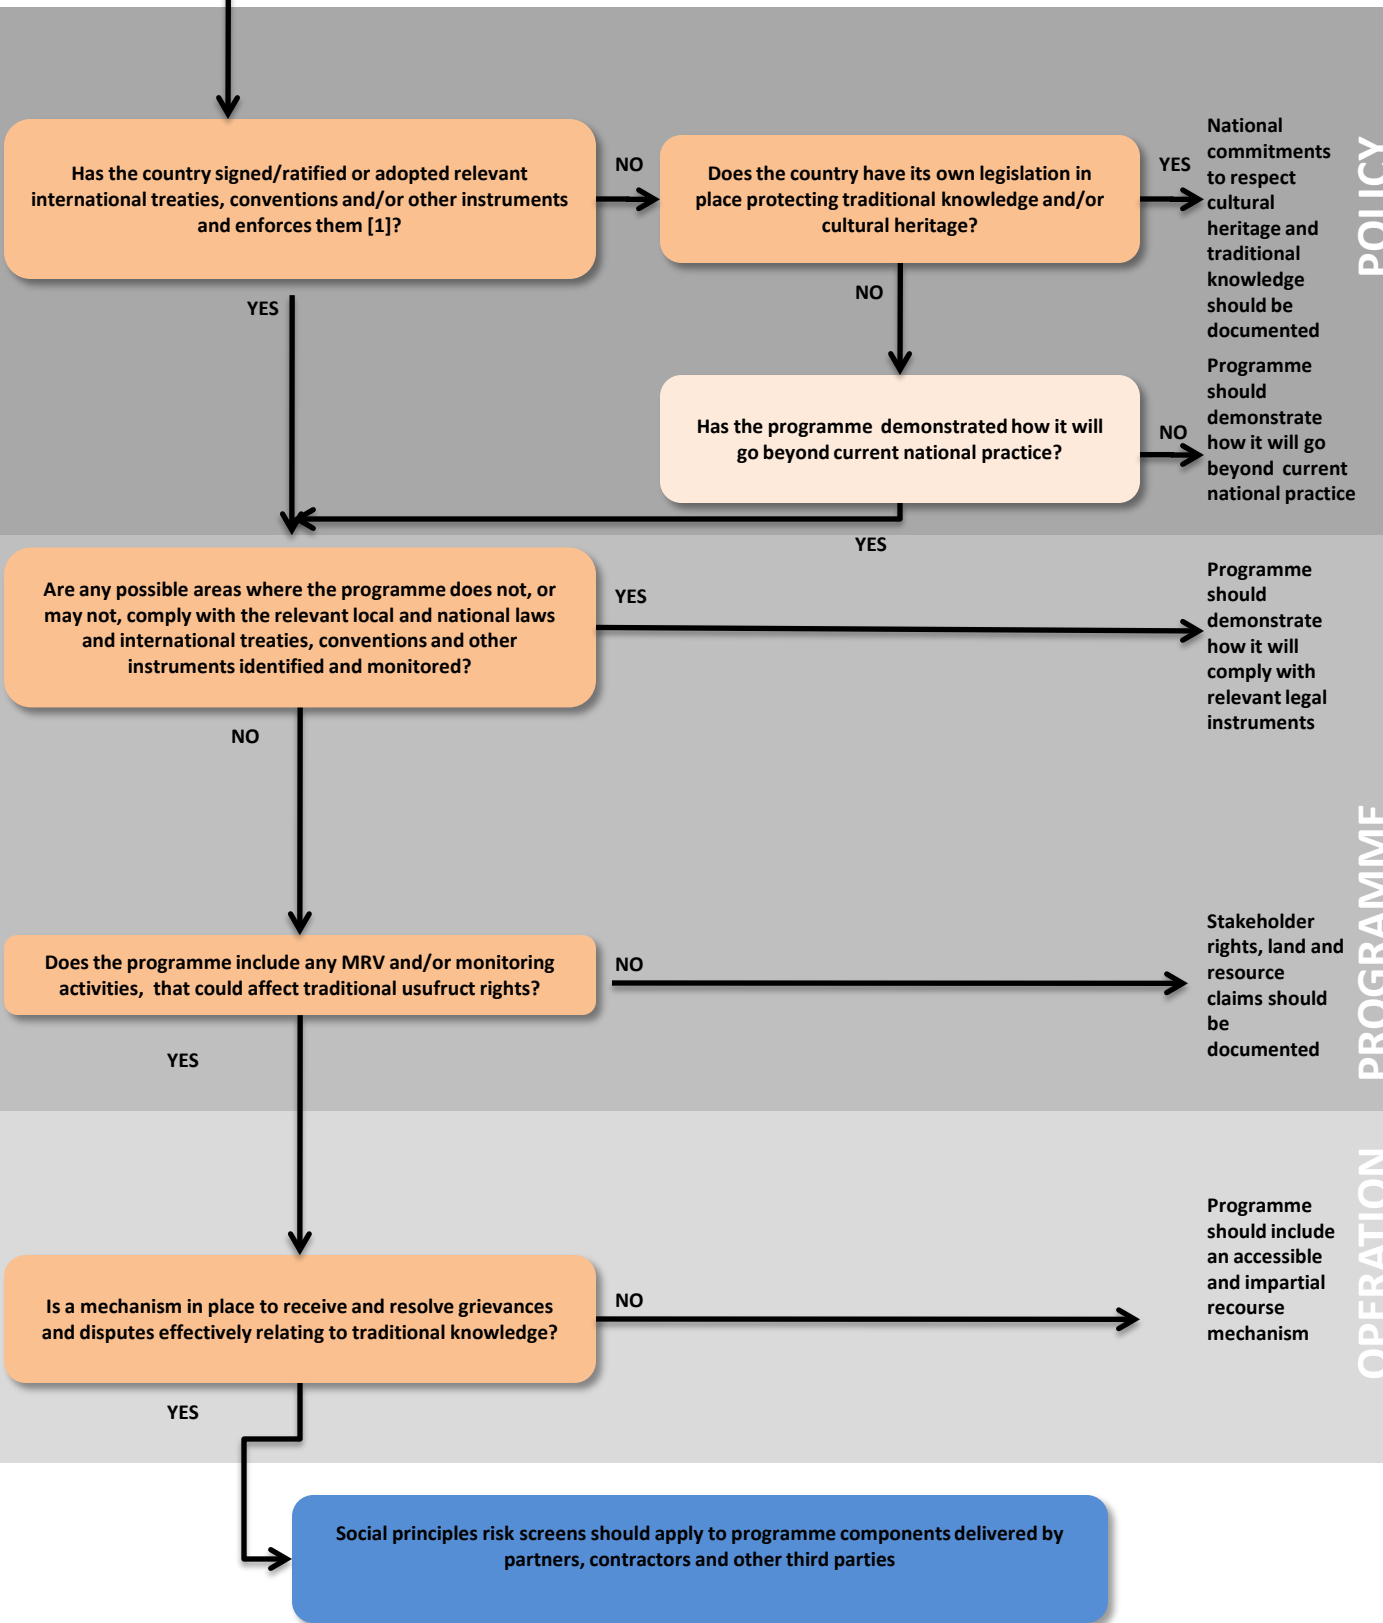 Has the country signed/ratified or adopted relevant
international treaties, conventions and/or other instruments
and enforces them [1]?
NO
Does the country have its own legislation in
place protecting traditional knowledge and/or
cultural heritage?
YES
National
commitments
to respect
cultural
heritage and
traditional
knowledge
should be
documented
POLICY
YES
NO
Has the programme demonstrated how it will
go beyond current national practice?
NO
Programme
should
demonstrate
how it will go
beyond current
national practice
YES
Are any possible areas where the programme does not, or
may not, comply with the relevant local and national laws
and international treaties, conventions and other
instruments identified and monitored?
YES
Programme
should
demonstrate
how it will
comply with
relevant legal
instruments
NO
PROGRAMME
Does the programme include any MRV and/or monitoring
activities, that could affect traditional usufruct rights?
NO
Stakeholder
rights, land and
resource
claims should
be
documented
YES
OPERATION
Is a mechanism in place to receive and resolve grievances
and disputes effectively relating to traditional knowledge?
NO
Programme
should include
an accessible
and impartial
recourse
mechanism
YES
Social principles risk screens should apply to programme components delivered by
partners, contractors and other third parties